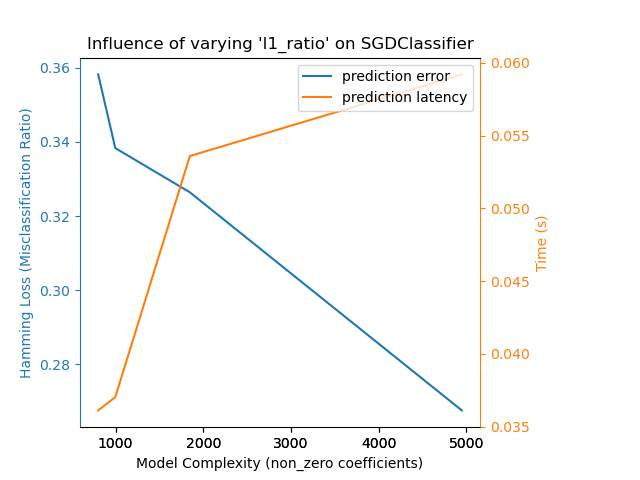 Influence of varying 'l1_ratio' on SGDClassifier
prediction error
prediction latency
Hamming Loss (Misclassification Ratio)
0.36
0.34
0.32
0.30
0.28
0.060
0.055
0.050
0.045
0.040
0.035
Time (s)
1000 2000 3000 4000 5000
Model Complexity (non_zero coefficients)